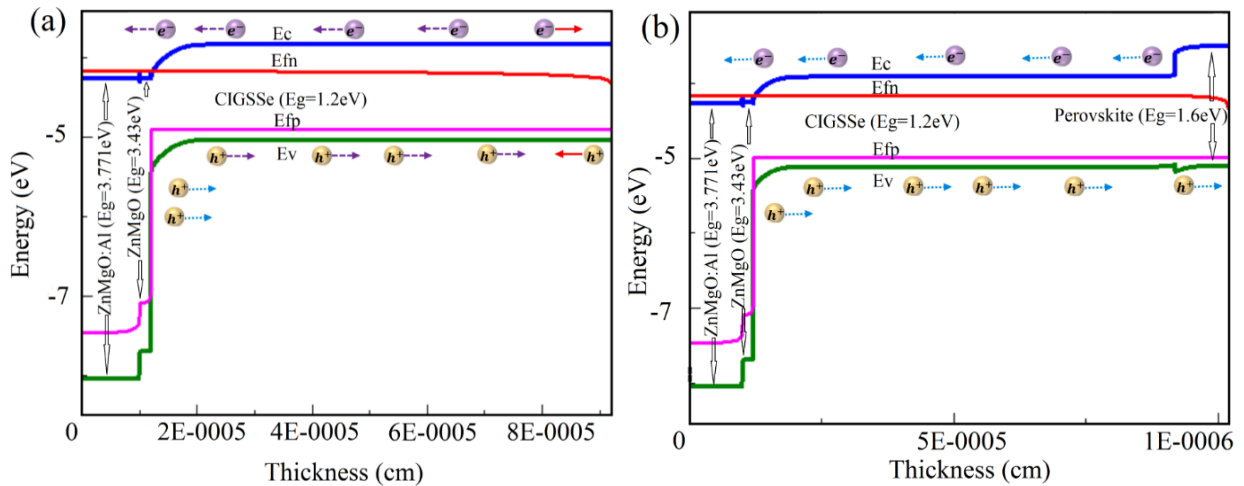 (a)
e⁻ e⁻ e⁻ e⁻ e⁻
Ec
Efn
CIGSSe (Eg=1.2eV)
Efp
Ev
h⁺ h⁺ h⁺ h⁺ h⁺
h⁺
h⁺
ZnMgO:Al (Eg=3.771eV)
ZnMgO (Eg=3.43eV)
-5
-7
Energy (eV)
0 2E-0005 4E-0005 6E-0005 8E-0005
Thickness (cm)
(b)
e⁻ e⁻ e⁻ e⁻ e⁻
Ec
Efn
Perovskite (Eg=1.6eV)
CIGSSe (Eg=1.2eV)
Efp
Ev
h⁺ h⁺ h⁺ h⁺ h⁺
h⁺
ZnMgO:Al (Eg=3.771eV)
ZnMgO (Eg=3.43eV)
-5
-7
Energy (eV)
0 5E-0005 1E-0006
Thickness (cm)